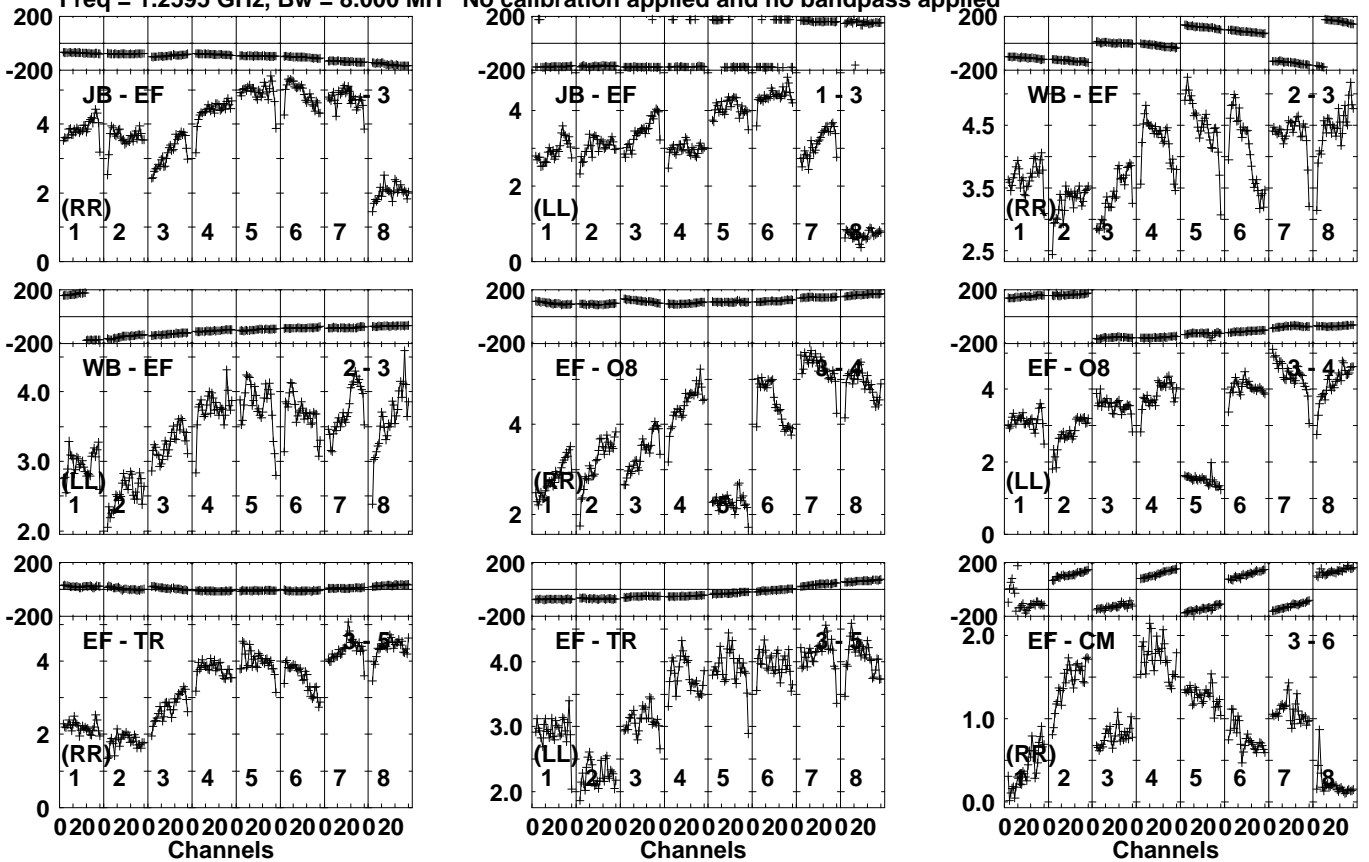 Freq = 1.2595 GHz, Bw = 8.000 MH No calibration applied and no bandpass applied
200 200 200
-200 -200 -200
JB - EF 1 - 3 JB - EF 1 - 3 WB - EF 2 - 3
4 4 4.5
2 2 3.5
(RR) (LL) (RR)
1 2 3 4 5 6 7 8 1 2 3 4 5 6 7 8 1 2 3 4 5 6 7 8
0 0 2.5
200 200 200
-200 -200 -200
WB - EF 2 - 3 EF - O8 3 - 4 EF - O8 3 - 4
4.0 4 4
3.0 2
(LL) (RR) (LL)
1 2 3 4 5 6 7 8 1 2 3 4 5 6 7 8 1 2 3 4 5 6 7 8
2.0 2 0
200 200 200
-200 -200 -200
EF - TR 3 - 5 EF - TR 3 - 5 EF - CM 3 - 6
4 4.0 2.0
2 3.0 1.0
(RR) (LL) (RR)
1 2 3 4 5 6 7 8 1 2 3 4 5 6 7 8 1 2 3 4 5 6 7 8
0 2.0 0.0
0 20 0 20 0 20 0 20 0 20 0 20 0 20 0 20 0 20 0 20 0 20 0 20 0 20 0 20 0 20 0 20 0 20 0 20 0 20 0 20 0 20 0 20 0 20 0 20
Channels Channels Channels